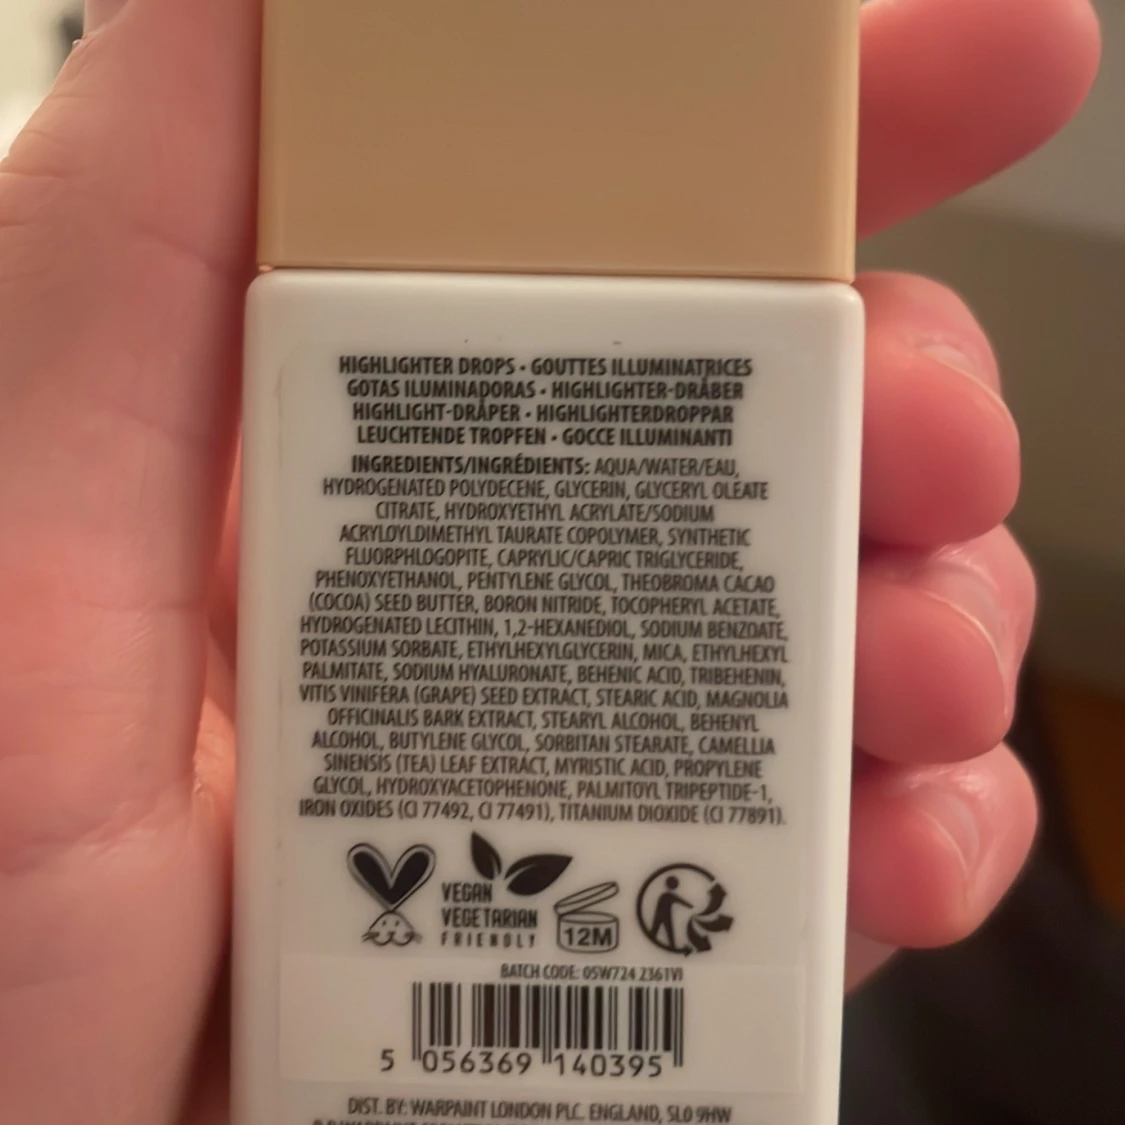 HIGHLIGHTER DROPS • GOUTTES ILLUMINATRICES
GOTAS ILUMINADORAS • HIGHLIGHTER-DRÅBER
HIGHLIGHT-DRÅPER • HIGHLIGHTERDROPPAR
LEUCHTENDE TROPFEN • GOCCE ILLUMINANTI
INGREDIENTS/INGRÉDIENTS: AQUA/WATER/EAU,
HYDROGENATED POLYDECENE, GLYCERIN, GLYCERYL OLEATE
CITRATE, HYDROXYETHYL ACRYLATE/SODIUM
ACRYLOYLDIMETHYL TAURATE COPOLYMER, SYNTHETIC
FLUORPHLOGOPITE, CAPRYLIC/CAPRIC TRIGLYCERIDE,
PHENOXYETHANOL, PENTYLENE GLYCOL, THEOBROMA CACAO
(COCOA) SEED BUTTER, BORON NITRIDE, TOCOPHERYL ACETATE,
HYDROGENATED LECITHIN, 1,2-HEXANEDIOL, SODIUM BENZOATE,
POTASSIUM SORBATE, ETHYLHEXYLGLYCERIN, MICA, ETHYLHEXYL
PALMITATE, SODIUM HYALURONATE, BEHENIC ACID, TRIBEHENIN,
VITIS VINIFERA (GRAPE) SEED EXTRACT, STEARIC ACID, MAGNOLIA
OFFICINALIS BARK EXTRACT, STEARYL ALCOHOL, BEHENYL
ALCOHOL, BUTYLENE GLYCOL, SORBITAN STEARATE, CAMELLIA
SINENSIS (TEA) LEAF EXTRACT, MYRISTIC ACID, PROPYLENE
GLYCOL, HYDROXYACETOPHENONE, PALMITOYL TRIPEPTIDE-1,
IRON OXIDES (CI 77492, CI 77491), TITANIUM DIOXIDE (CI 77891).
VEGAN
VEGETARIAN
FRIENDLY
12M
BATCH CODE: 05W724 2361VI
5 056369 140395
DIST. BY: WARPAINT LONDON PLC. ENGLAND, SL0 9HW